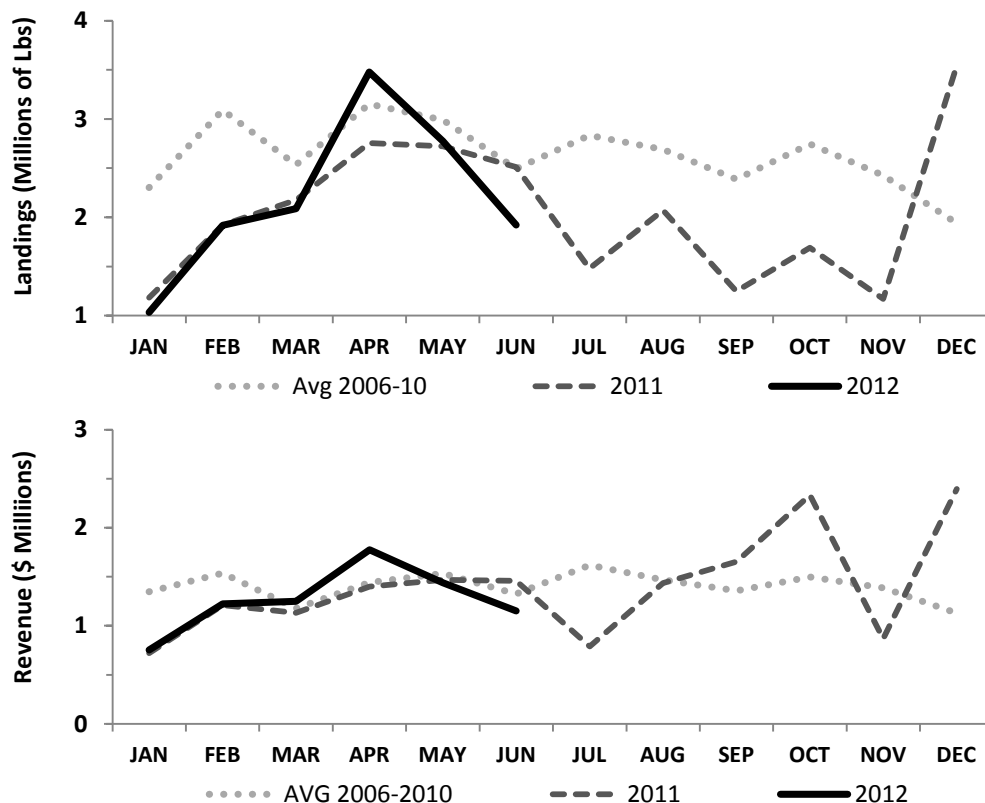 Landings (Millions of Lbs)
4
3
2
1
JAN FEB MAR APR MAY JUN JUL AUG SEP OCT NOV DEC
Avg 2006-10 2011 2012
Revenue ($ Milliions)
3
2
1
0
JAN FEB MAR APR MAY JUN JUL AUG SEP OCT NOV DEC
AVG 2006-2010 2011 2012